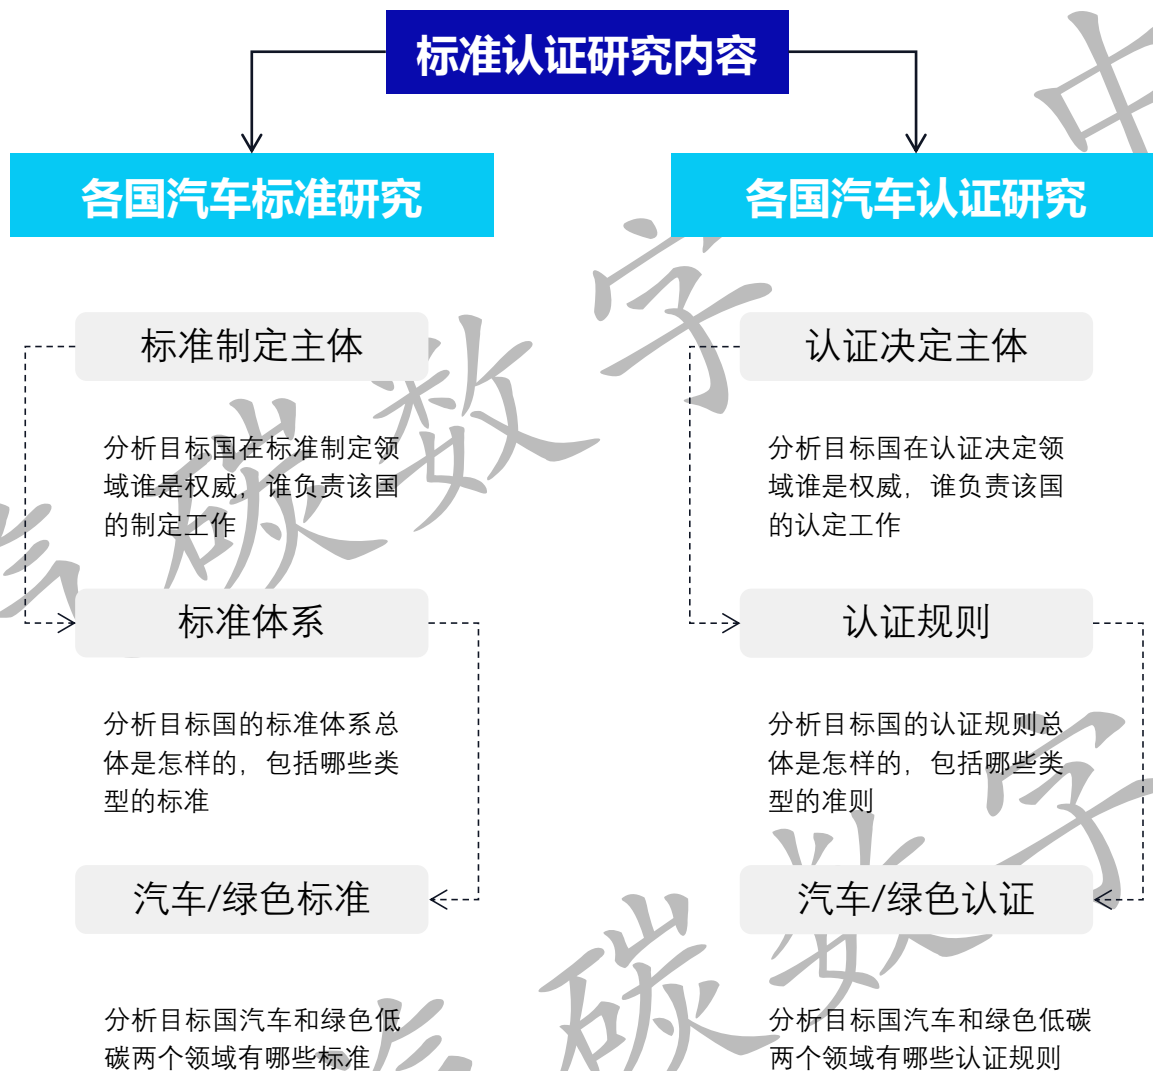 标准认证研究内容
各国汽车标准研究
各国汽车认证研究
标准制定主体
分析目标国在标准制定领
域谁是权威，谁负责该国
的制定工作
标准体系
分析目标国的标准体系总
体是怎样的，包括哪些类
型的标准
汽车/绿色标准
分析目标国汽车和绿色低
碳两个领域有哪些标准
认证决定主体
分析目标国在认证决定领
域谁是权威，谁负责该国
的认定工作
认证规则
分析目标国的认证规则总
体是怎样的，包括哪些类
型的准则
汽车/绿色认证
分析目标国汽车和绿色低碳
两个领域有哪些认证规则
碳数字
中
碳数字